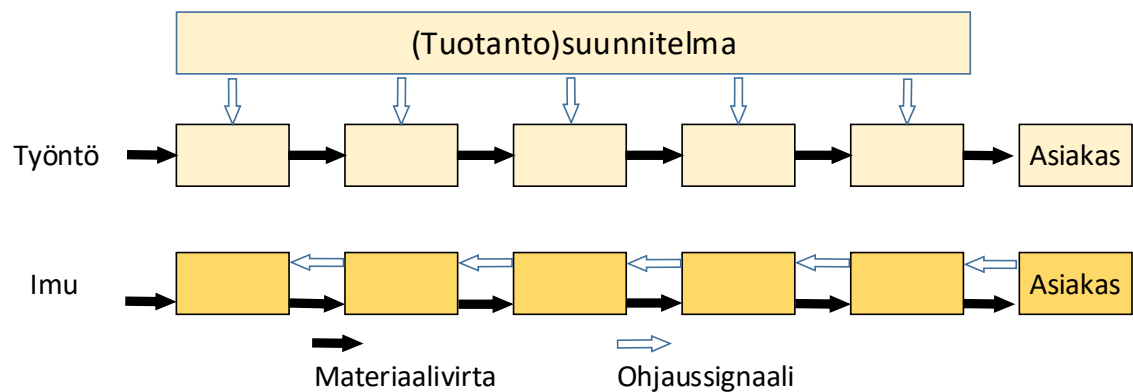 (Tuotanto)suunnitelma
Työntö
Asiakas
Imu
Asiakas
Materiaalivirta
Ohjaussignaali